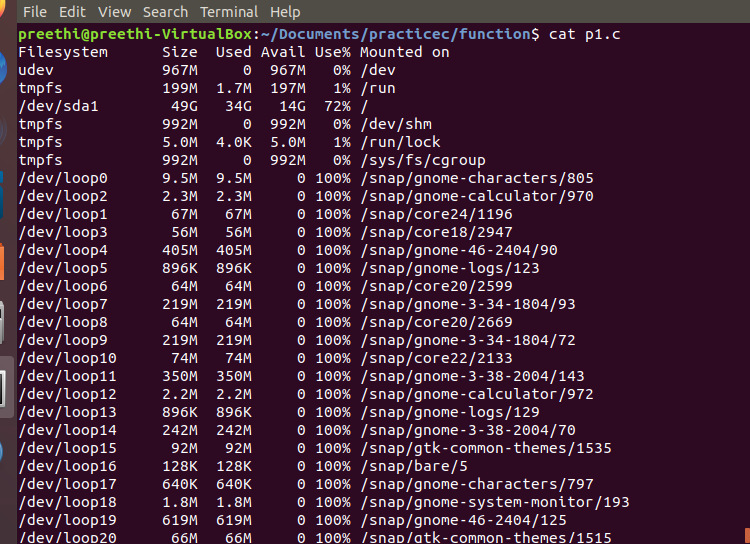 File Edit View Search Terminal Help
preethi@preethi-VirtualBox:~/Documents/practicec/function$ cat p1.c
Filesystem      Size  Used Avail Use% Mounted on
udev            967M     0  967M   0% /dev
tmpfs           199M  1.7M  197M   1% /run
/dev/sda1        49G   34G   14G  72% /
tmpfs           992M     0  992M   0% /dev/shm
tmpfs           5.0M  4.0K  5.0M   1% /run/lock
tmpfs           992M     0  992M   0% /sys/fs/cgroup
/dev/loop0      9.5M  9.5M     0 100% /snap/gnome-characters/805
/dev/loop2      2.3M  2.3M     0 100% /snap/gnome-calculator/970
/dev/loop1       67M   67M     0 100% /snap/core24/1196
/dev/loop3       56M   56M     0 100% /snap/core18/2947
/dev/loop4      405M  405M     0 100% /snap/gnome-46-2404/90
/dev/loop5      896K  896K     0 100% /snap/gnome-logs/123
/dev/loop6       64M   64M     0 100% /snap/core20/2599
/dev/loop7      219M  219M     0 100% /snap/gnome-3-34-1804/93
/dev/loop8       64M   64M     0 100% /snap/core20/2669
/dev/loop9      219M  219M     0 100% /snap/gnome-3-34-1804/72
/dev/loop10      74M   74M     0 100% /snap/core22/2133
/dev/loop11     350M  350M     0 100% /snap/gnome-3-38-2004/143
/dev/loop12     2.2M  2.2M     0 100% /snap/gnome-calculator/972
/dev/loop13     896K  896K     0 100% /snap/gnome-logs/129
/dev/loop14     242M  242M     0 100% /snap/gnome-3-38-2004/70
/dev/loop15      92M   92M     0 100% /snap/gtk-common-themes/1535
/dev/loop16     128K  128K     0 100% /snap/bare/5
/dev/loop17     640K  640K     0 100% /snap/gnome-characters/797
/dev/loop18     1.8M  1.8M     0 100% /snap/gnome-system-monitor/193
/dev/loop19     619M  619M     0 100% /snap/gnome-46-2404/125
/dev/loop20      66M   66M     0 100% /snap/gtk-common-themes/1515